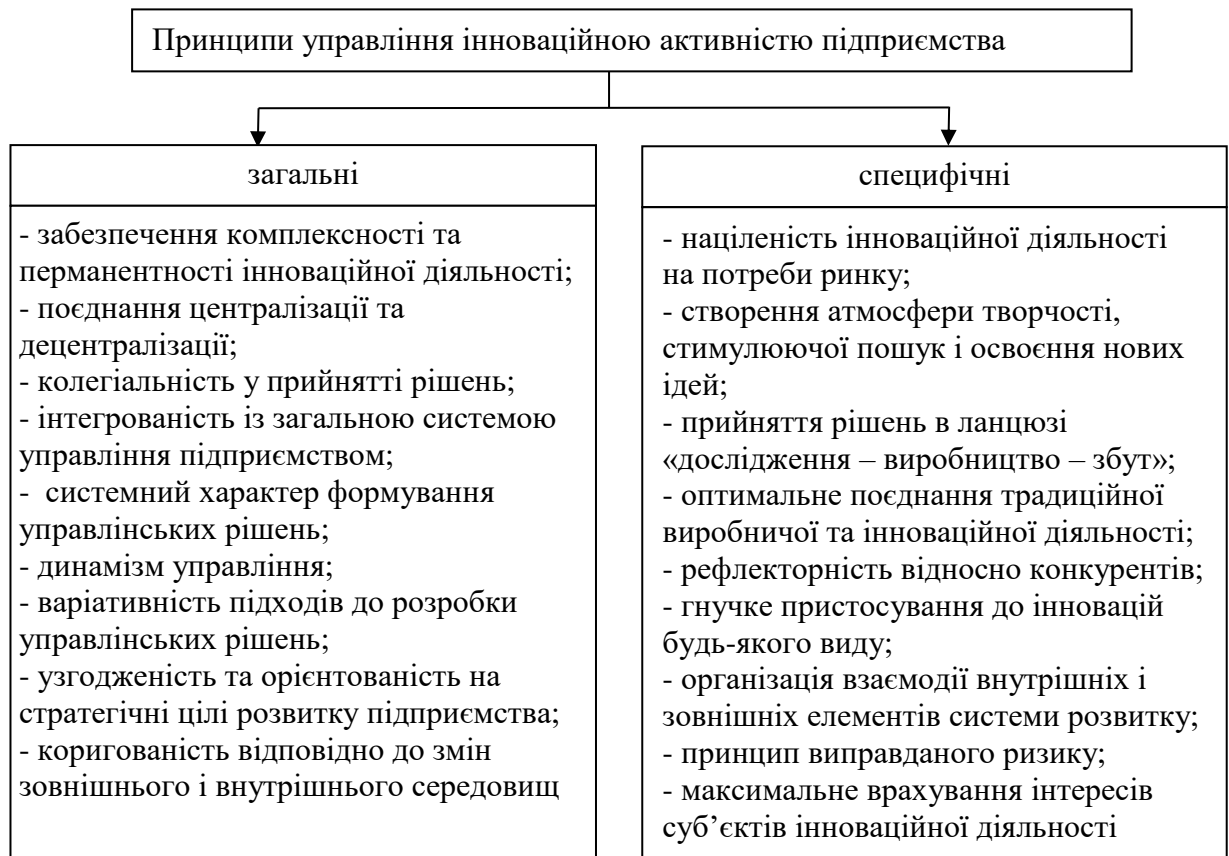 Принципи управління інноваційною активністю підприємства
загальні
- забезпечення комплексності та
перманентності інноваційної діяльності;
- поєднання централізації та
децентралізації;
- колегіальність у прийнятті рішень;
- інтегрованість із загальною системою
управління підприємством;
- системний характер формування
управлінських рішень;
- динамізм управління;
- варіативність підходів до розробки
управлінських рішень;
- узгодженість та орієнтованість на
стратегічні цілі розвитку підприємства;
- коригованість відповідно до змін
зовнішнього і внутрішнього середовищ
специфічні
- націленість інноваційної діяльності
на потреби ринку;
- створення атмосфери творчості,
стимулюючої пошук і освоєння нових
ідей;
- прийняття рішень в ланцюзі
«дослідження – виробництво – збут»;
- оптимальне поєднання традиційної
виробничої та інноваційної діяльності;
- рефлекторність відносно конкурентів;
- гнучке пристосування до інновацій
будь-якого виду;
- організація взаємодії внутрішніх і
зовнішніх елементів системи розвитку;
- принцип виправданого ризику;
- максимальне врахування інтересів
суб’єктів інноваційної діяльності